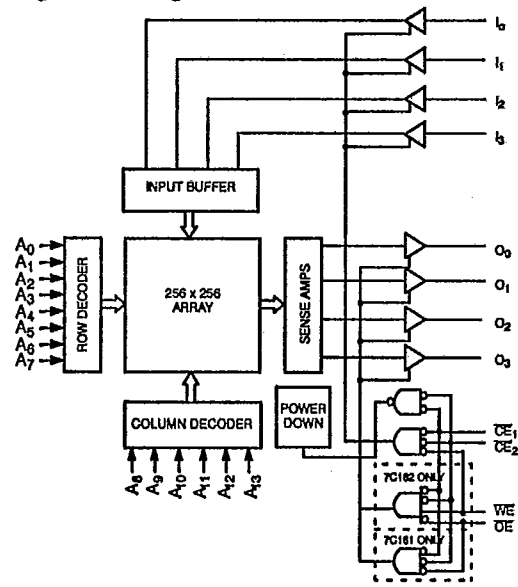 I0
I1
I2
I3
INPUT BUFFER
A0
A1
A2
A3
A4
A5
A6
A7
ROW DECODER
256 x 256
ARRAY
SENSE AMPS
O0
O1
O2
O3
COLUMN DECODER
POWER
DOWN
A8
A9
A10
A11
A12
A13
CE1
CE2
7C162 ONLY
WE
OE
7C161 ONLY